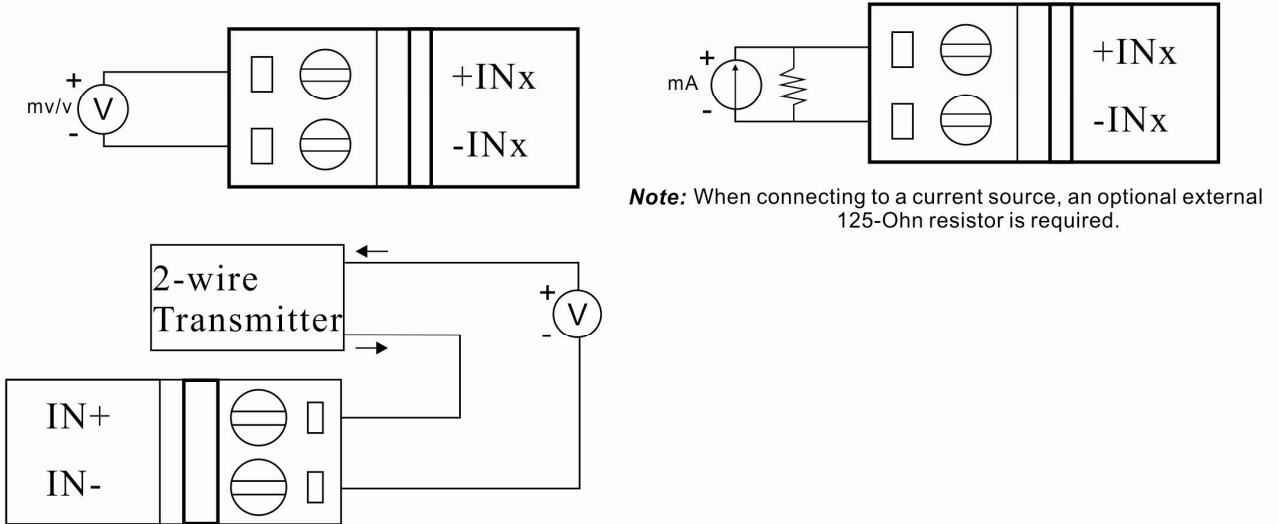 +
mv/v
V
-
+INx
-INx
+
mA
-
+INx
-INx
Note: When connecting to a current source, an optional external
125-Ohn resistor is required.
2-wire
Transmitter
+
V
-
IN+
IN-